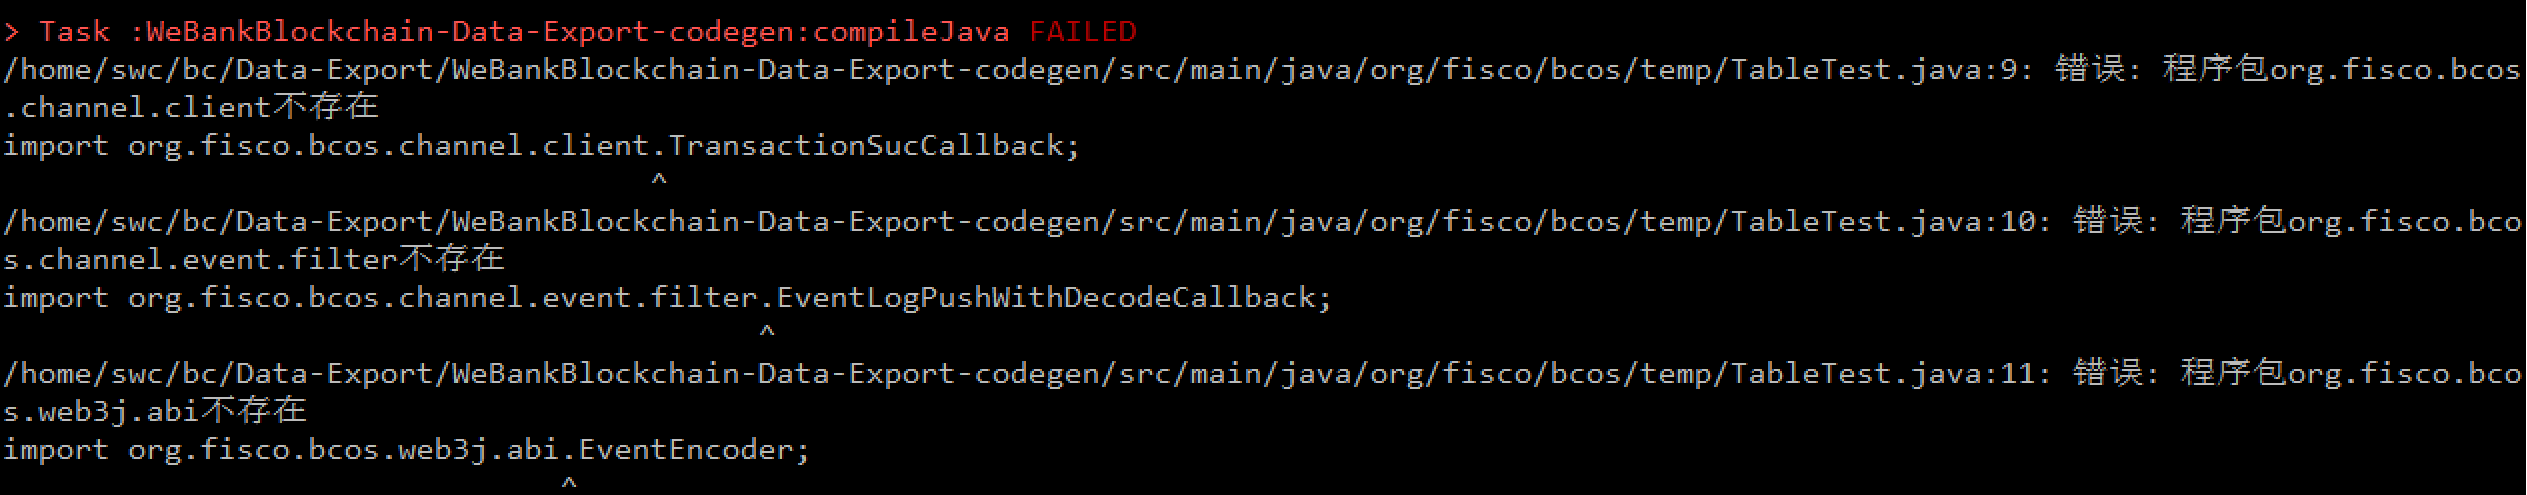 > Task :WeBankBlockchain-Data-Export-codegen:compileJava FAILED
/home/swc/bc/Data-Export/WeBankBlockchain-Data-Export-codegen/src/main/java/org/fisco/bcos/temp/TableTest.java:9: 错误: 程序包org.fisco.bcos
.channel.client不存在
import org.fisco.bcos.channel.client.TransactionSucCallback;
^
/home/swc/bc/Data-Export/WeBankBlockchain-Data-Export-codegen/src/main/java/org/fisco/bcos/temp/TableTest.java:10: 错误: 程序包org.fisco.bco
s.channel.event.filter不存在
import org.fisco.bcos.channel.event.filter.EventLogPushWithDecodeCallback;
^
/home/swc/bc/Data-Export/WeBankBlockchain-Data-Export-codegen/src/main/java/org/fisco/bcos/temp/TableTest.java:11: 错误: 程序包org.fisco.bco
s.web3j.abi不存在
import org.fisco.bcos.web3j.abi.EventEncoder;
^